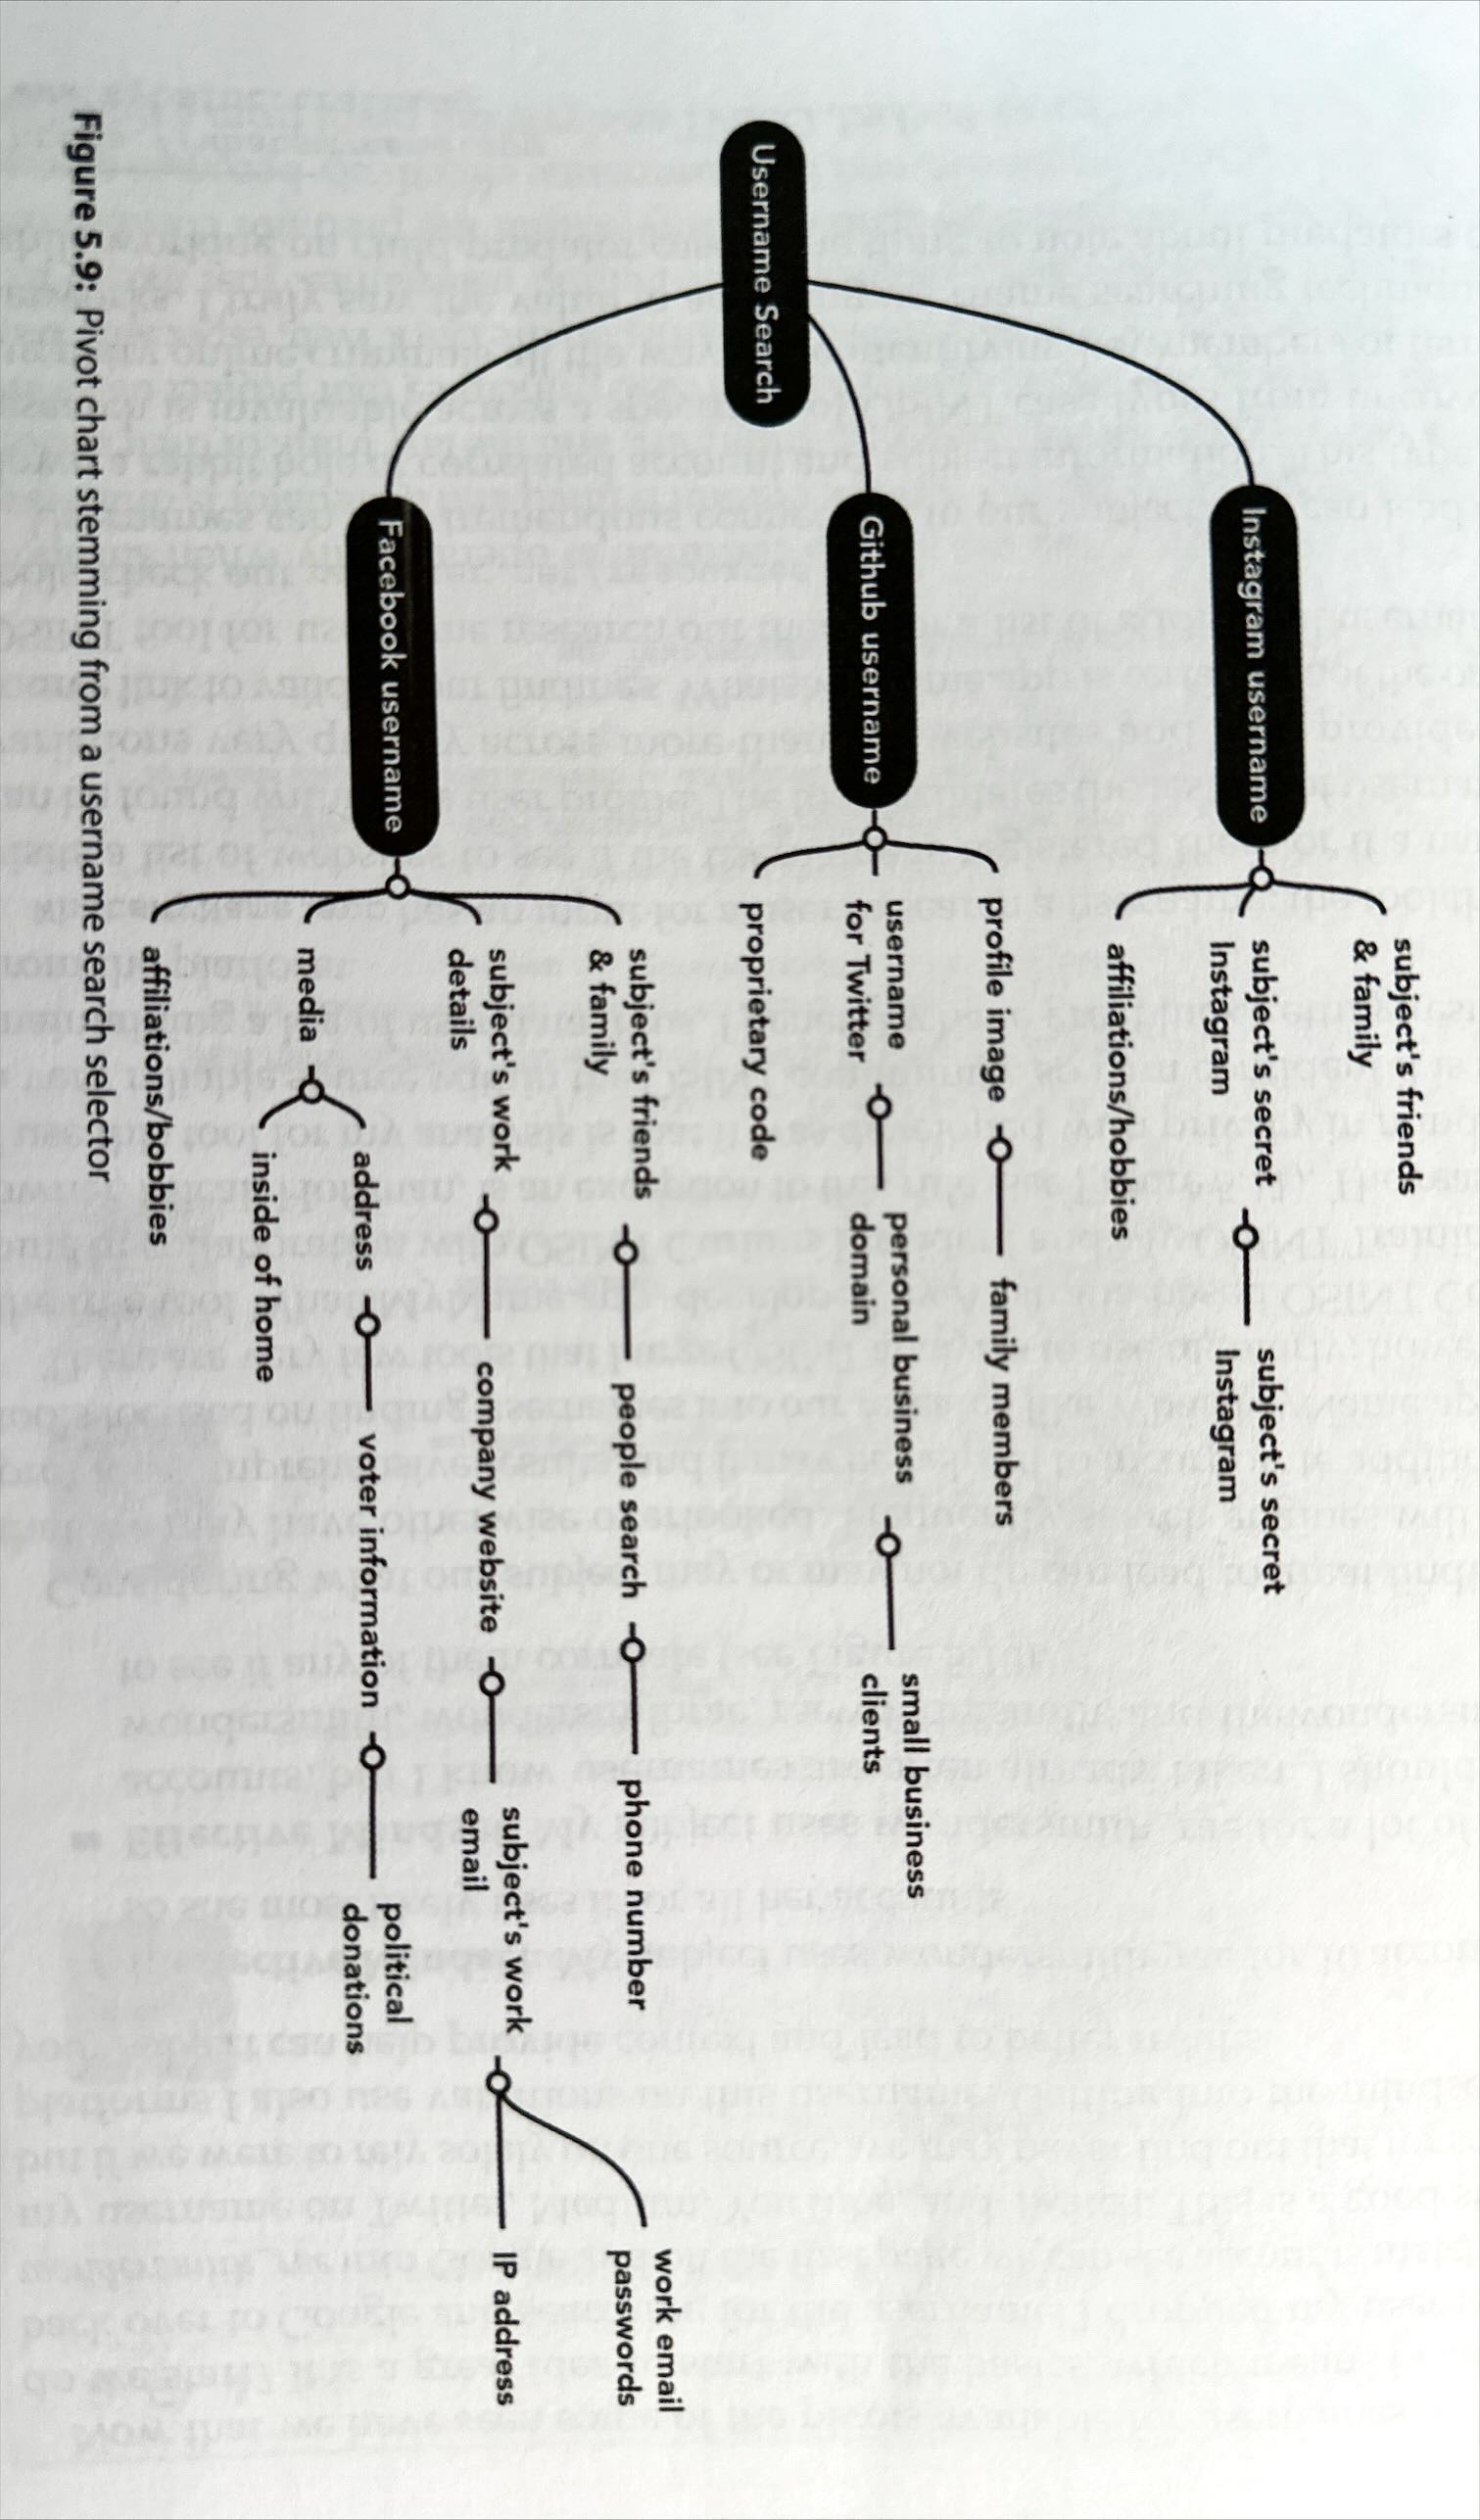 subject's friends
& family
Instagram username
subject's secret
Instagram
subject's secret
Instagram
affiliations/hobbies
profile image
family members
Github username
username
for Twitter
personal business
domain
small business
clients
proprietary code
Username Search
subject's friends
& family
people search
phone number
work email
passwords
subject's work
details
company website
subject's work
email
IP address
Facebook username
media
address
voter information
political
donations
inside of home
affiliations/bobbies
Figure 5.9: Pivot chart stemming from a username search selector